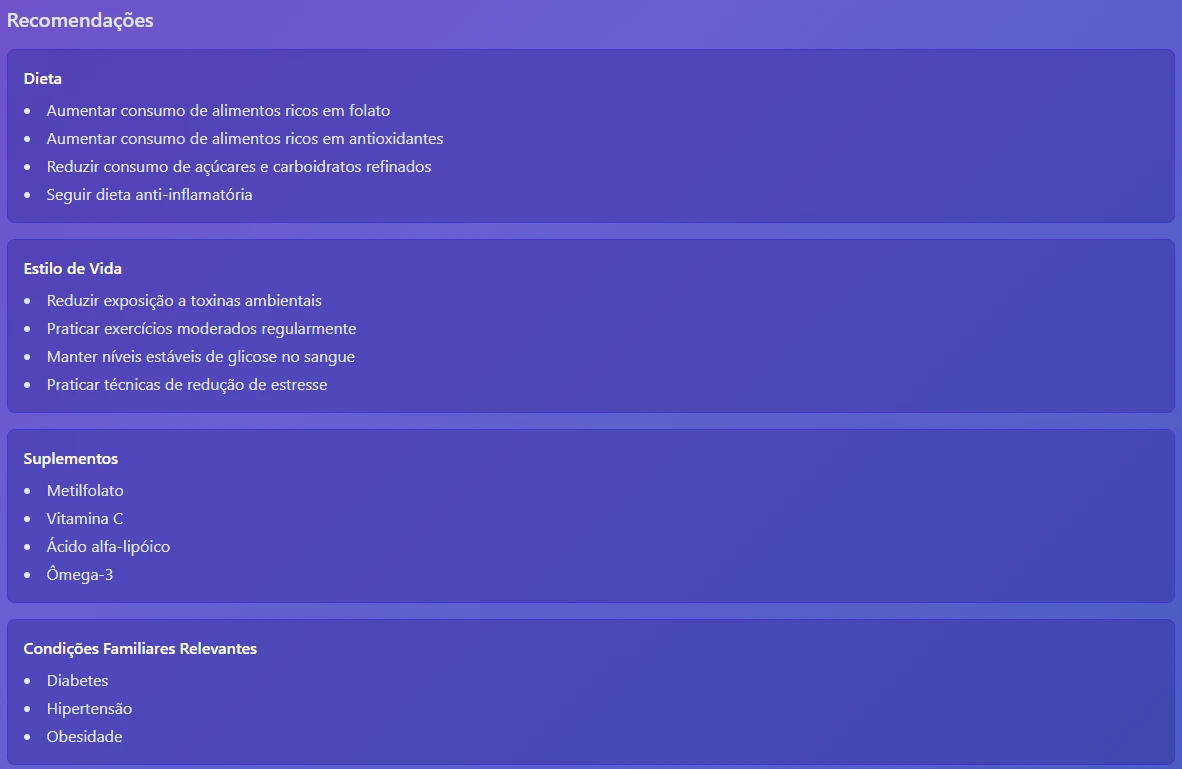 Recomendações
Dieta
Aumentar consumo de alimentos ricos em folato
Aumentar consumo de alimentos ricos em antioxidantes
Reduzir consumo de açúcares e carboidratos refinados
Seguir dieta anti-inflamatória
Estilo de Vida
Reduzir exposição a toxinas ambientais
Praticar exercícios moderados regularmente
Manter níveis estáveis de glicose no sangue
Praticar técnicas de redução de estresse
Suplementos
Metilfolato
Vitamina C
Ácido alfa-lipóico
Ômega-3
Condições Familiares Relevantes
Diabetes
Hipertensão
Obesidade